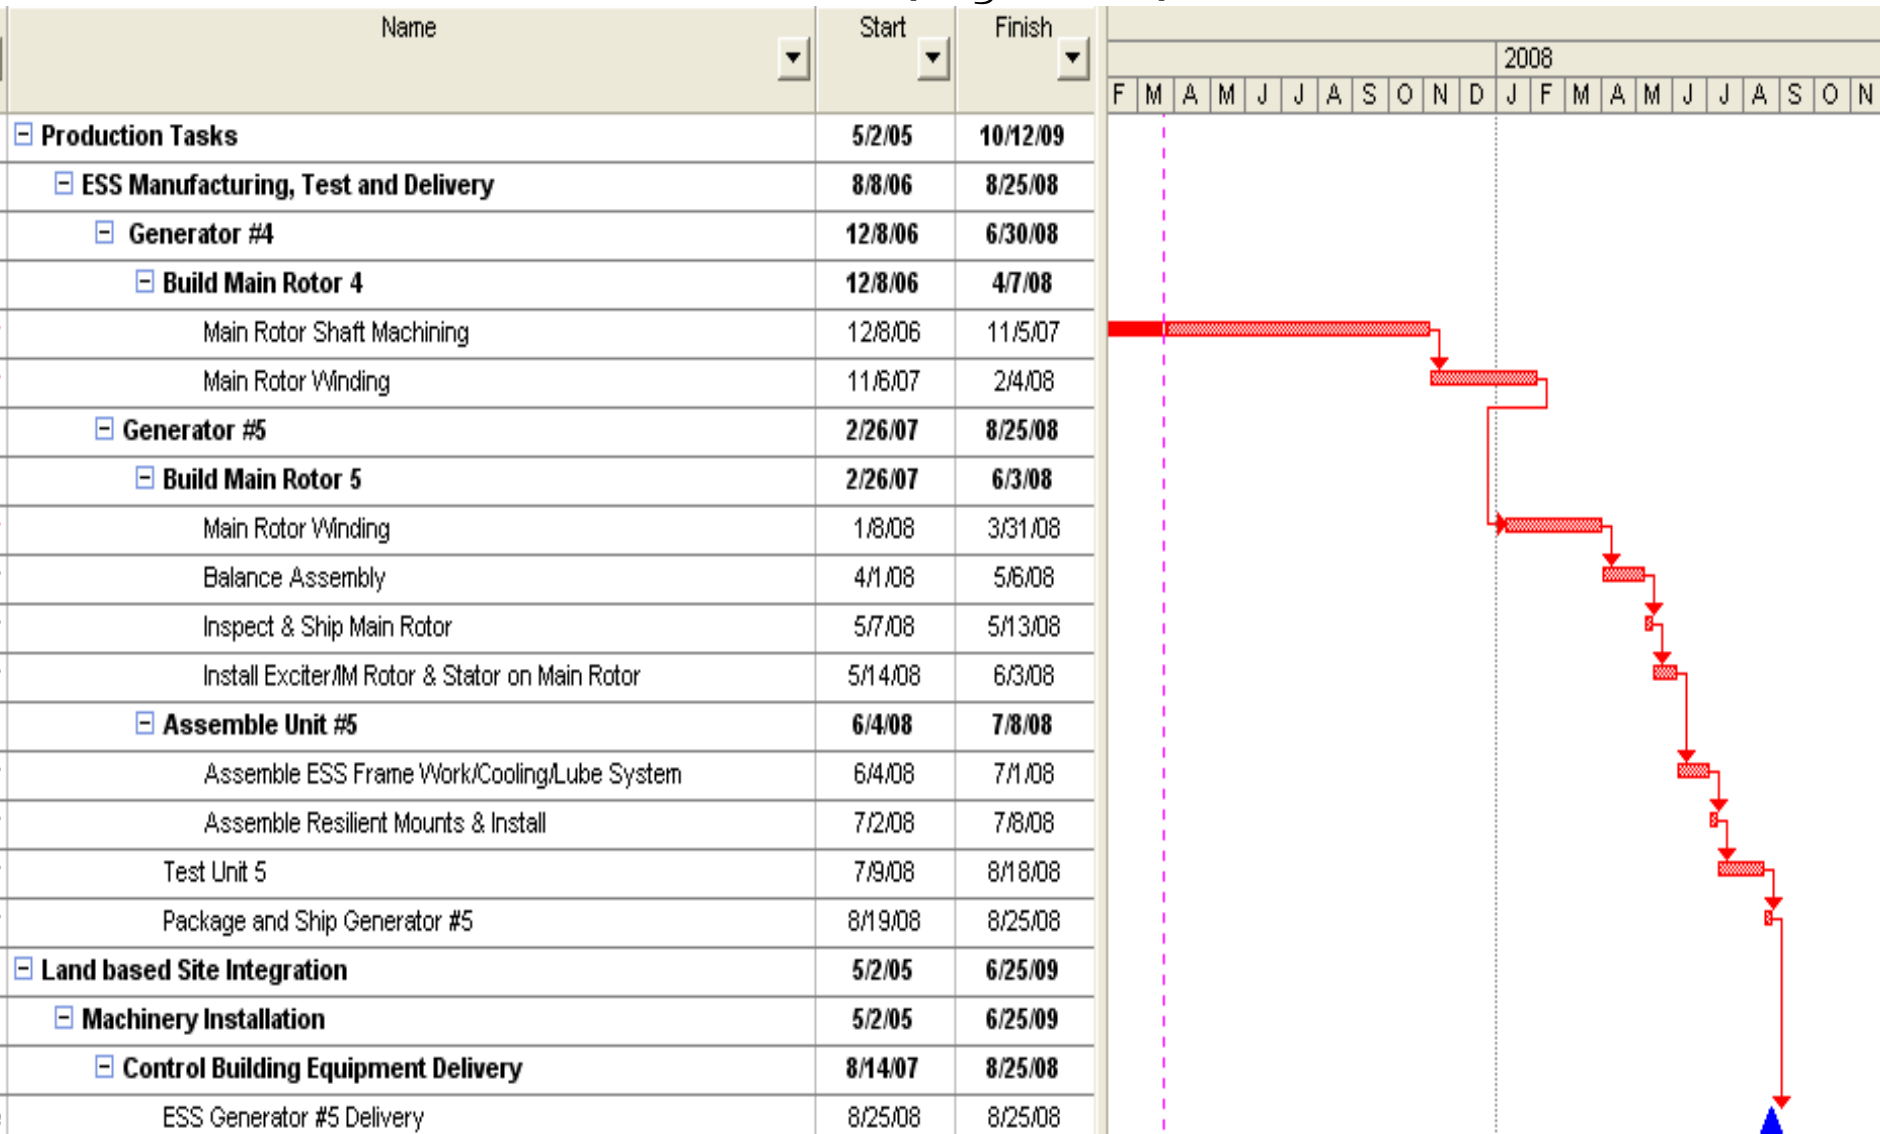 Name Start Finish
2008
F M A M J J A S O N D J F M A M J J A S O N
Production Tasks 5/2/05 10/12/09
ESS Manufacturing, Test and Delivery 8/8/06 8/25/08
Generator #4 12/8/06 6/30/08
Build Main Rotor 4 12/8/06 4/7/08
Main Rotor Shaft Machining 12/8/06 11/5/07
Main Rotor Winding 11/6/07 2/4/08
Generator #5 2/26/07 8/25/08
Build Main Rotor 5 2/26/07 6/3/08
Main Rotor Winding 1/8/08 3/31/08
Balance Assembly 4/1/08 5/6/08
Inspect & Ship Main Rotor 5/7/08 5/13/08
Install Exciter/IM Rotor & Stator on Main Rotor 5/14/08 6/3/08
Assemble Unit #5 6/4/08 7/8/08
Assemble ESS Frame Work/Cooling/Lube System 6/4/08 7/1/08
Assemble Resilient Mounts & Install 7/2/08 7/8/08
Test Unit 5 7/9/08 8/18/08
Package and Ship Generator #5 8/19/08 8/25/08
Land based Site Integration 5/2/05 6/25/09
Machinery Installation 5/2/05 6/25/09
Control Building Equipment Delivery 8/14/07 8/25/08
ESS Generator #5 Delivery 8/25/08 8/25/08